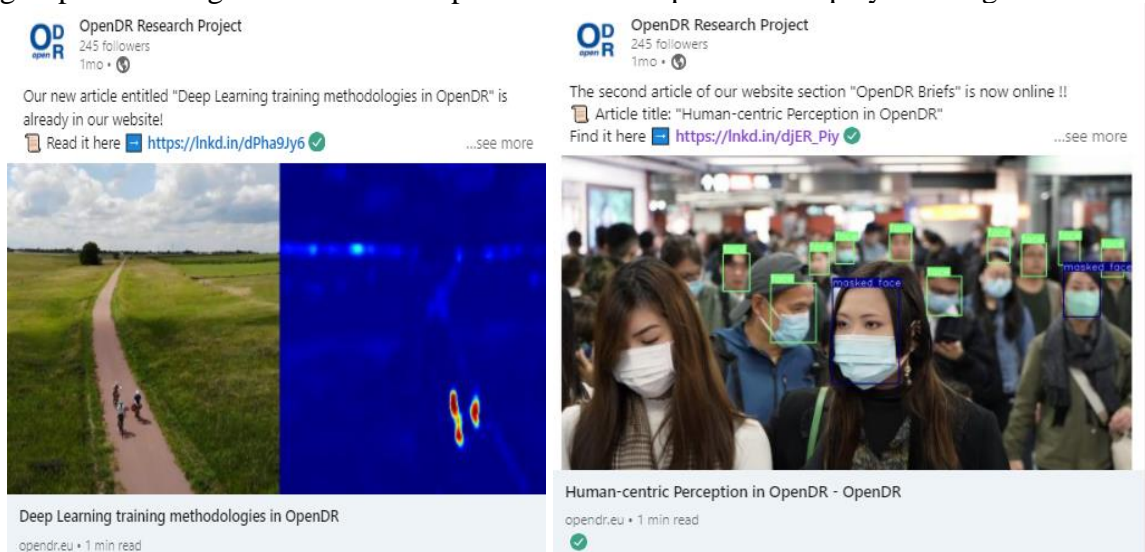 OpenDR Research Project
245 followers
1mo •
Our new article entitled "Deep Learning training methodologies in OpenDR" is
already in our website!
Read it here https://lnkd.in/dPha9Jy6
...see more
Deep Learning training methodologies in OpenDR
opendr.eu • 1 min read
OpenDR Research Project
245 followers
1mo •
The second article of our website section "OpenDR Briefs" is now online !!
Article title: "Human-centric Perception in OpenDR"
Find it here https://lnkd.in/djER_Piy
...see more
masked face
masked face
Human-centric Perception in OpenDR - OpenDR
opendr.eu • 1 min read